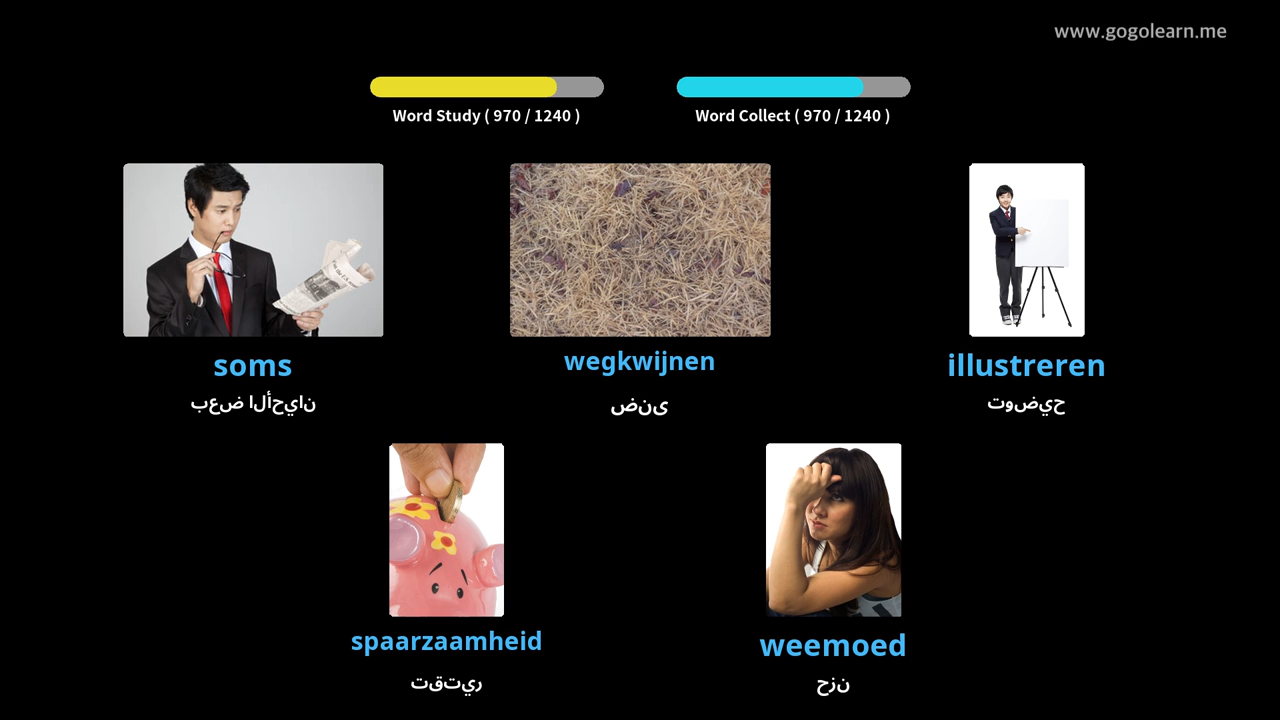 www.gogolearn.me
Word Study ( 970 / 1240 )
Word Collect ( 970 / 1240 )
soms
بعض الأحيان
wegkwijnen
ضنى
illustreren
توضيح
spaarzaamheid
تقتير
weemoed
حزن